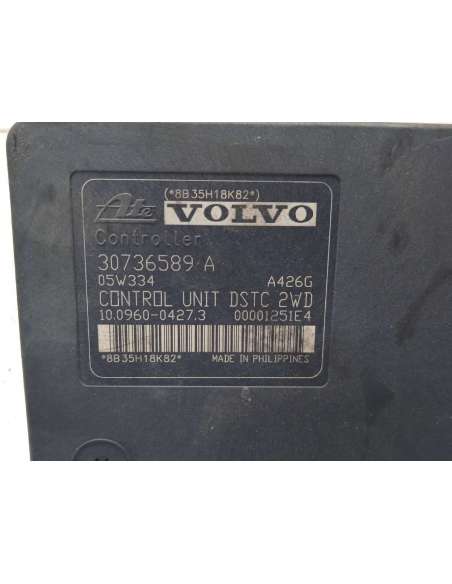 (*8B35H18K82*)
Ate VOLVO
Controller
30736589 A
05W334 A426G
CONTROL UNIT DSTC 2WD
10.0960-0427.3 00001251E4
*8B35H18K82* MADE IN PHILIPPINES